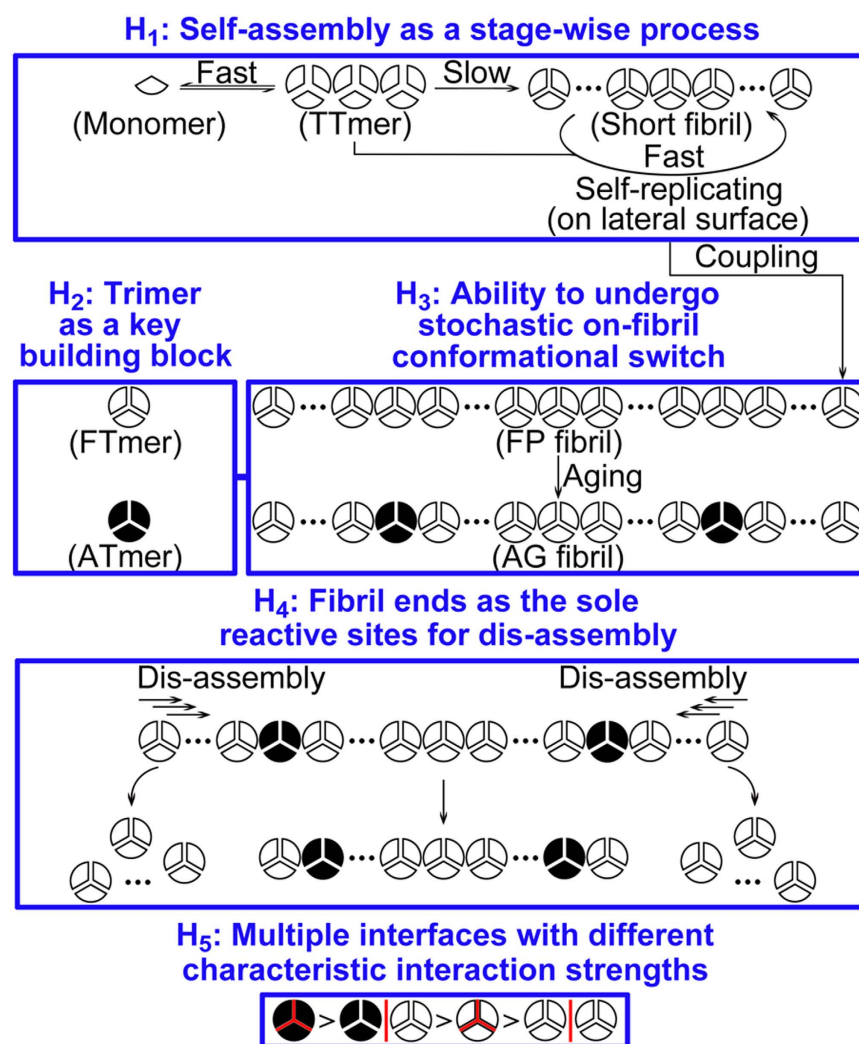 H₁: Self-assembly as a stage-wise process
Fast
Slow
(Monomer)
(TTmer)
(Short fibril)
Fast
Self-replicating
(on lateral surface)
Coupling
H₂: Trimer
as a key
building block
H₃: Ability to undergo
stochastic on-fibril
conformational switch
(FTmer)
(ATmer)
(FP fibril)
Aging
(AG fibril)
H₄: Fibril ends as the sole
reactive sites for dis-assembly
Dis-assembly
Dis-assembly
H₅: Multiple interfaces with different
characteristic interaction strengths
> > >